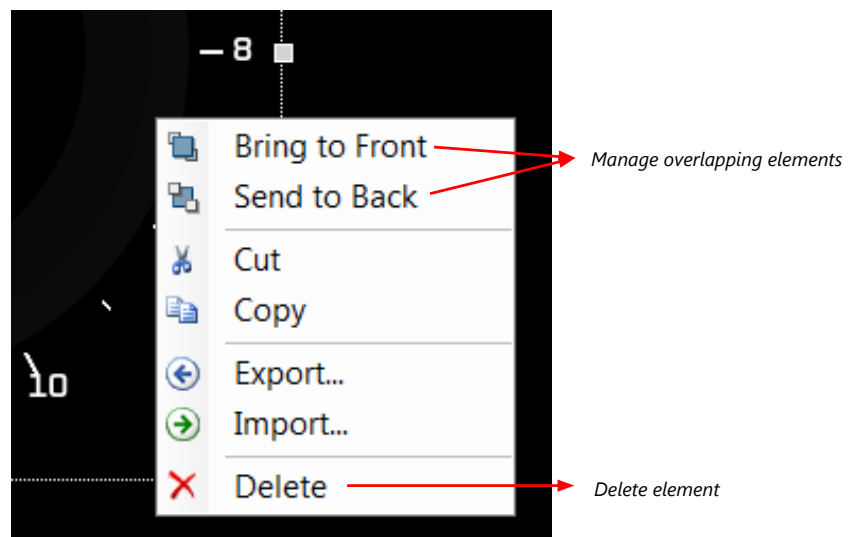 – 8
Bring to Front
Manage overlapping elements
Send to Back
Cut
Copy
Export...
10
Import...
Delete
Delete element